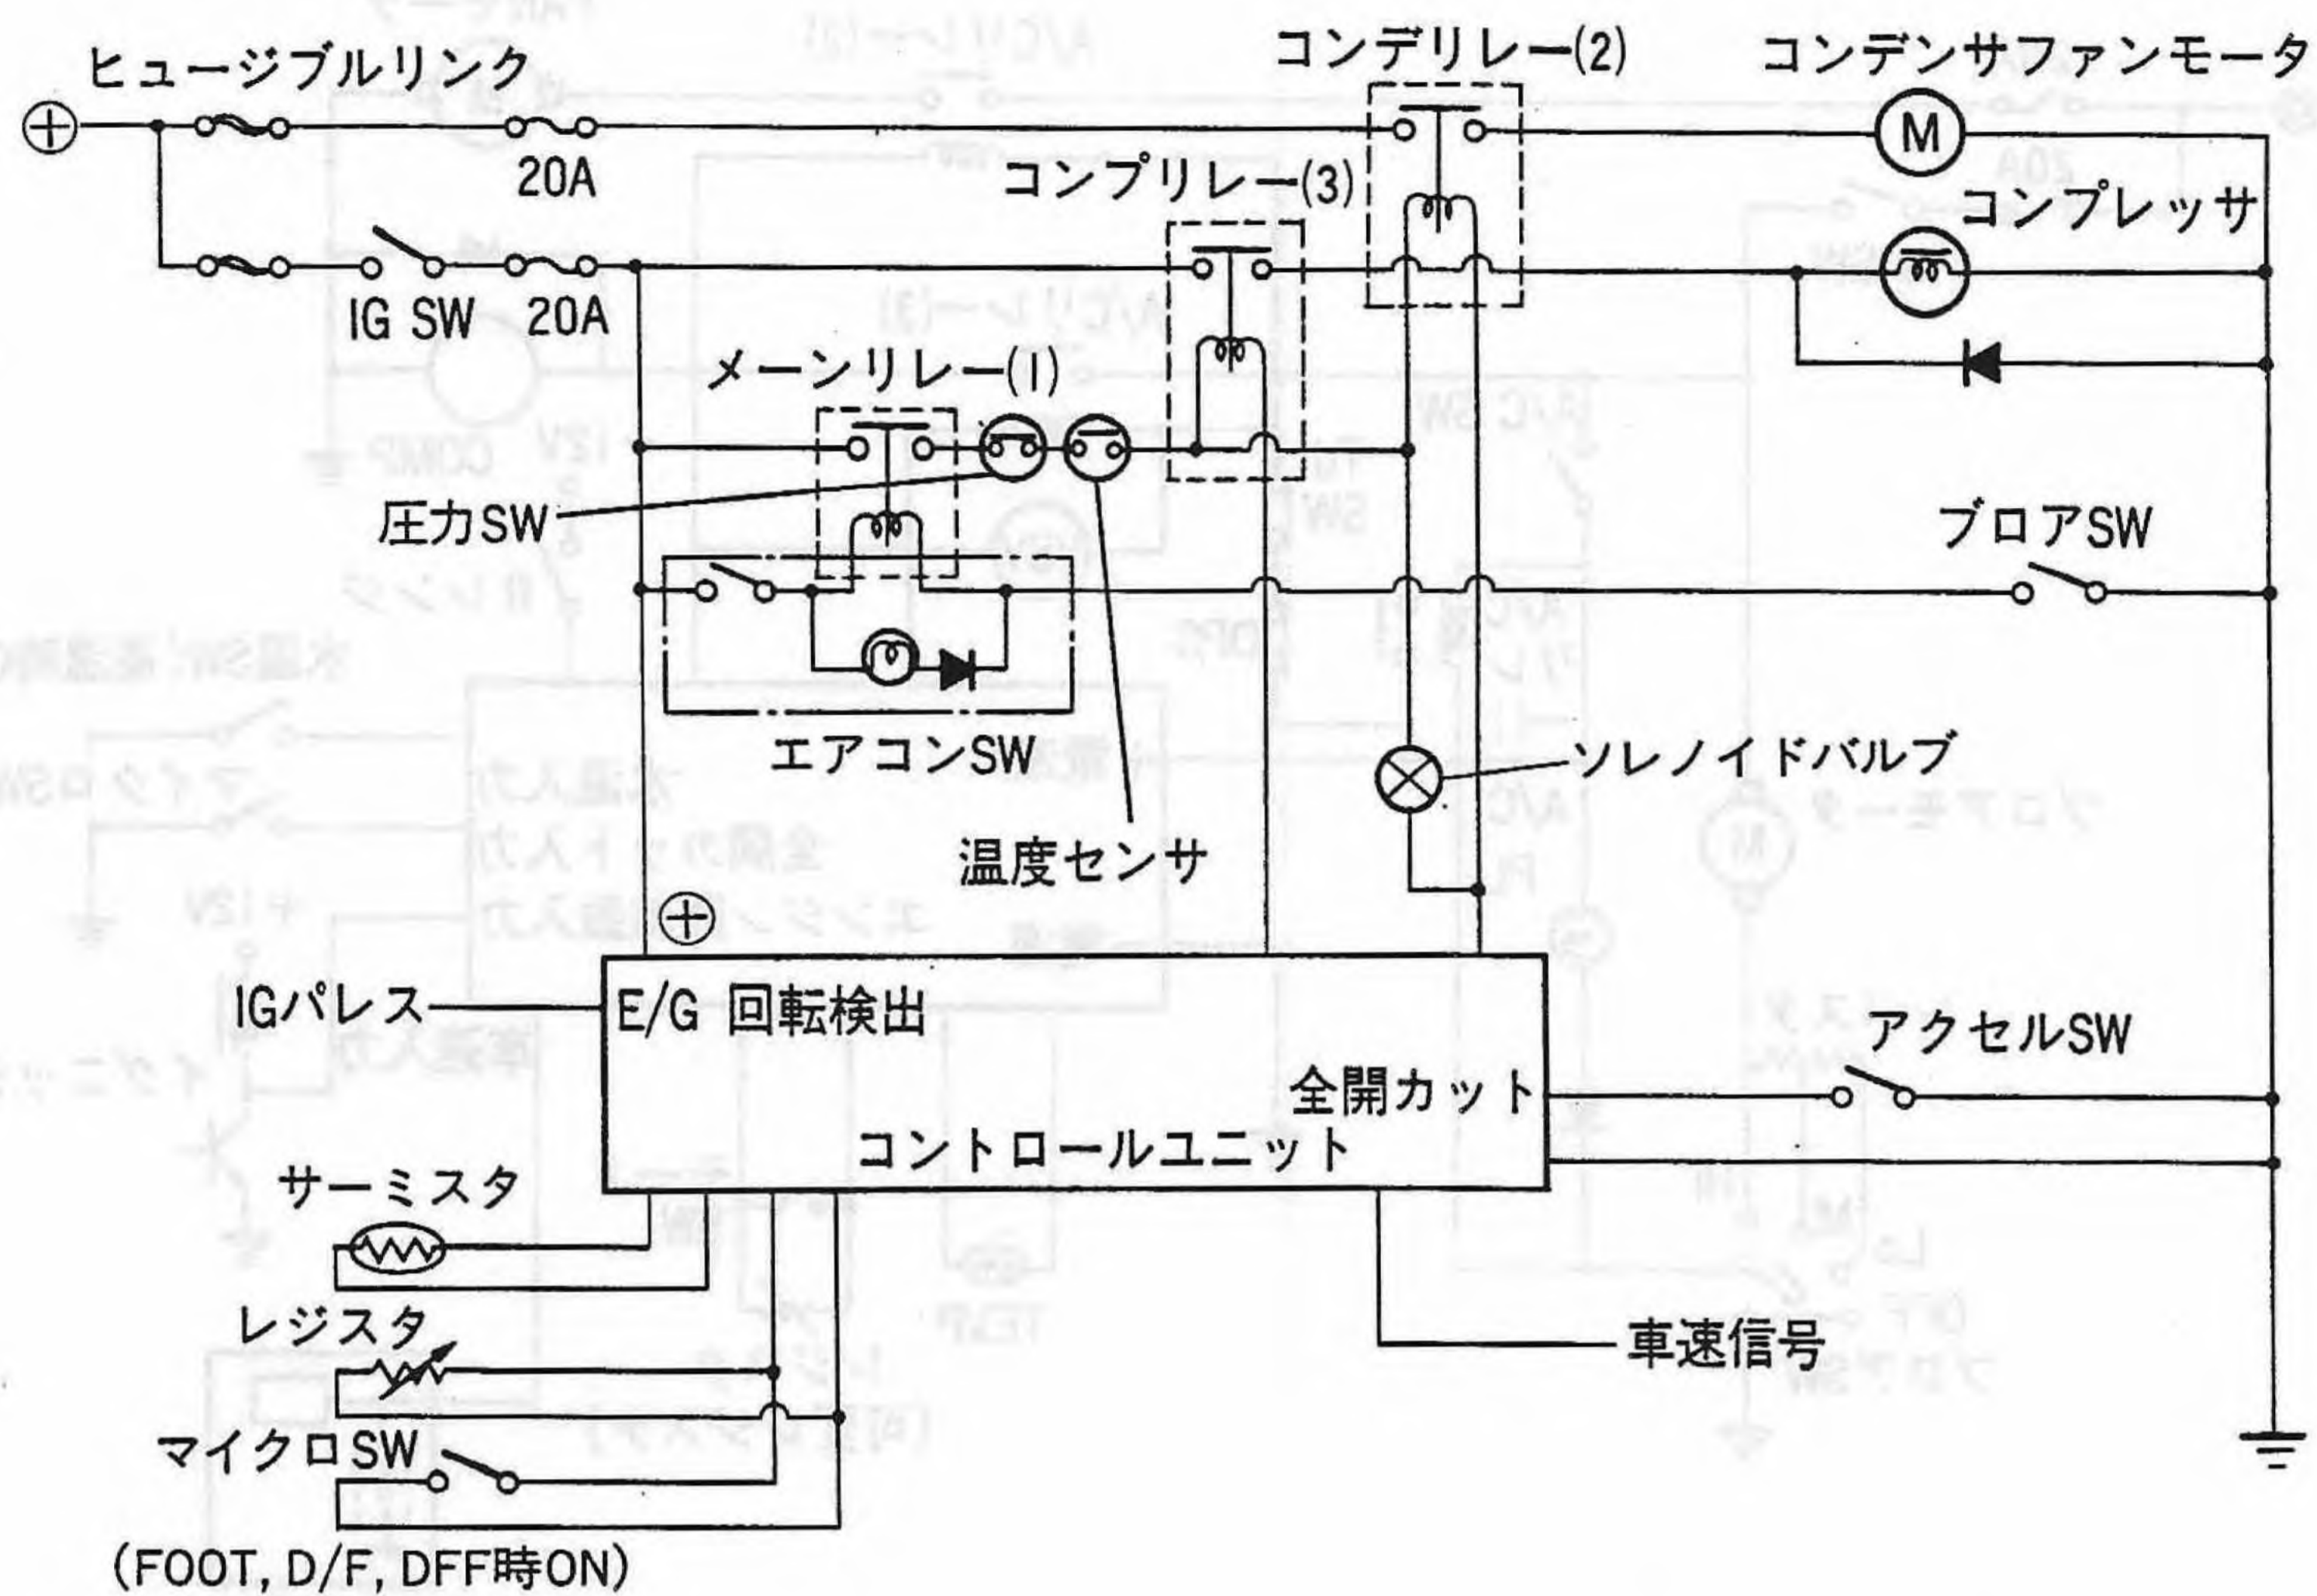 ヒュージブルリンク
コンデリレー(2)
コンデンサファンモータ
⊕
20A
M
コンプリレー(3)
コンプレッサ
IG SW
20A
メーンリレー(1)
圧力SW
ブロアSW
エアコンSW
ソレノイドバルブ
温度センサ
⊕
IGパレス
E/G 回転検出
アクセルSW
全開カット
コントロールユニット
サーミスタ
レジスタ
車速信号
マイクロSW
(FOOT, D/F, DFF時ON)